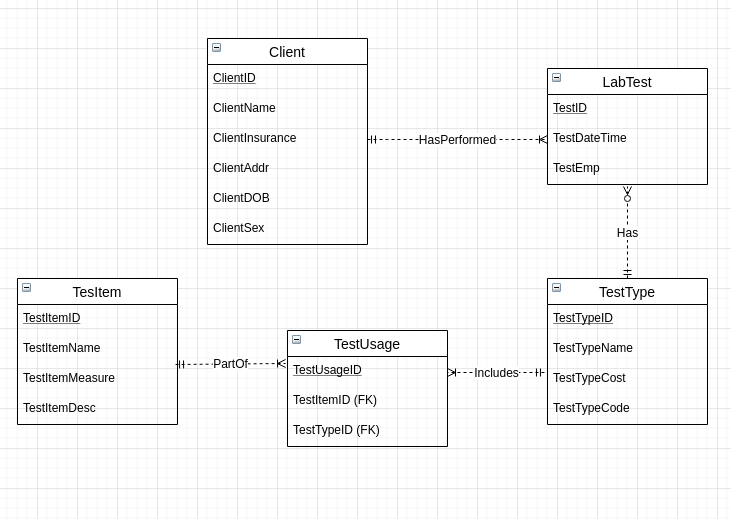 Client
ClientID
ClientName
ClientInsurance
ClientAddr
ClientDOB
ClientSex
HasPerformed
LabTest
TestID
TestDateTime
TestEmp
Has
TesItem
TestItemID
TestItemName
TestItemMeasure
TestItemDesc
PartOf
TestUsage
TestUsageID
TestItemID (FK)
TestTypeID (FK)
Includes
TestType
TestTypeID
TestTypeName
TestTypeCost
TestTypeCode